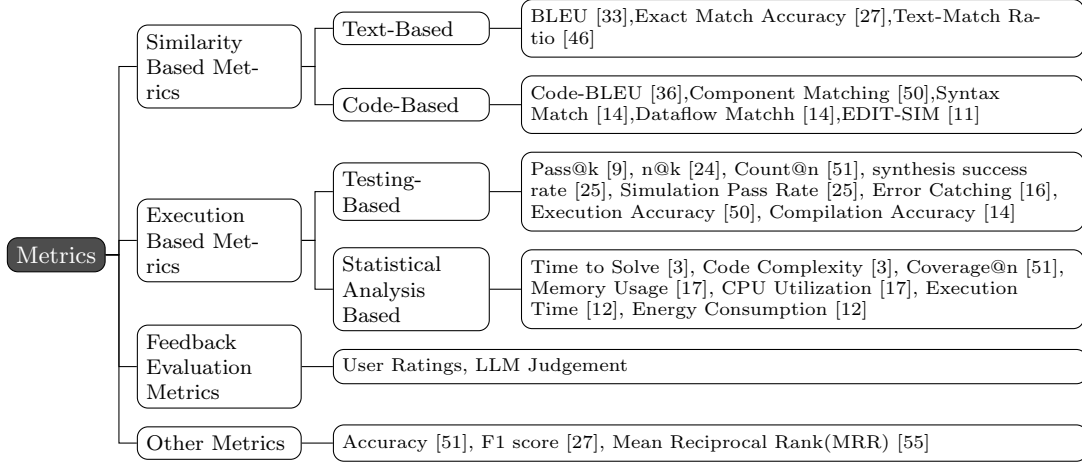 Metrics
Similarity
Based Met-
rics
Text-Based
BLEU [33],Exact Match Accuracy [27],Text-Match Ra-
tio [46]
Code-Based
Code-BLEU [36],Component Matching [50],Syntax
Match [14],Dataflow Matchh [14],EDIT-SIM [11]
Execution
Based Met-
rics
Testing-
Based
Pass@k [9], n@k [24], Count@n [51], synthesis success
rate [25], Simulation Pass Rate [25], Error Catching [16],
Execution Accuracy [50], Compilation Accuracy [14]
Statistical
Analysis
Based
Time to Solve [3], Code Complexity [3], Coverage@n [51],
Memory Usage [17], CPU Utilization [17], Execution
Time [12], Energy Consumption [12]
Feedback
Evaluation
Metrics
User Ratings, LLM Judgement
Other Metrics
Accuracy [51], F1 score [27], Mean Reciprocal Rank(MRR) [55]